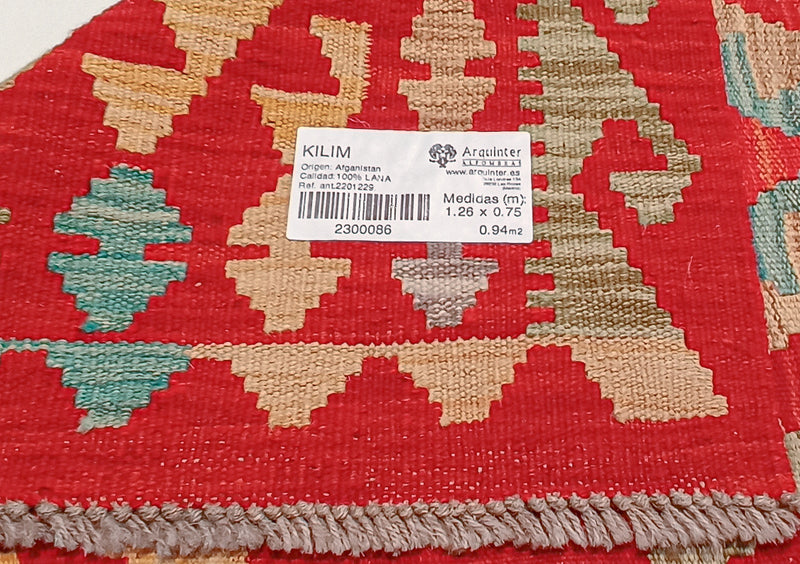 KILIM
Origen: Afganistan
Calidad:100% LANA
Ref. ant.2201229
2300086
Arquinter
ALFOMBRAS
www.arquinter.es
Medidas (m):
1.26 x 0.75
0.94m2